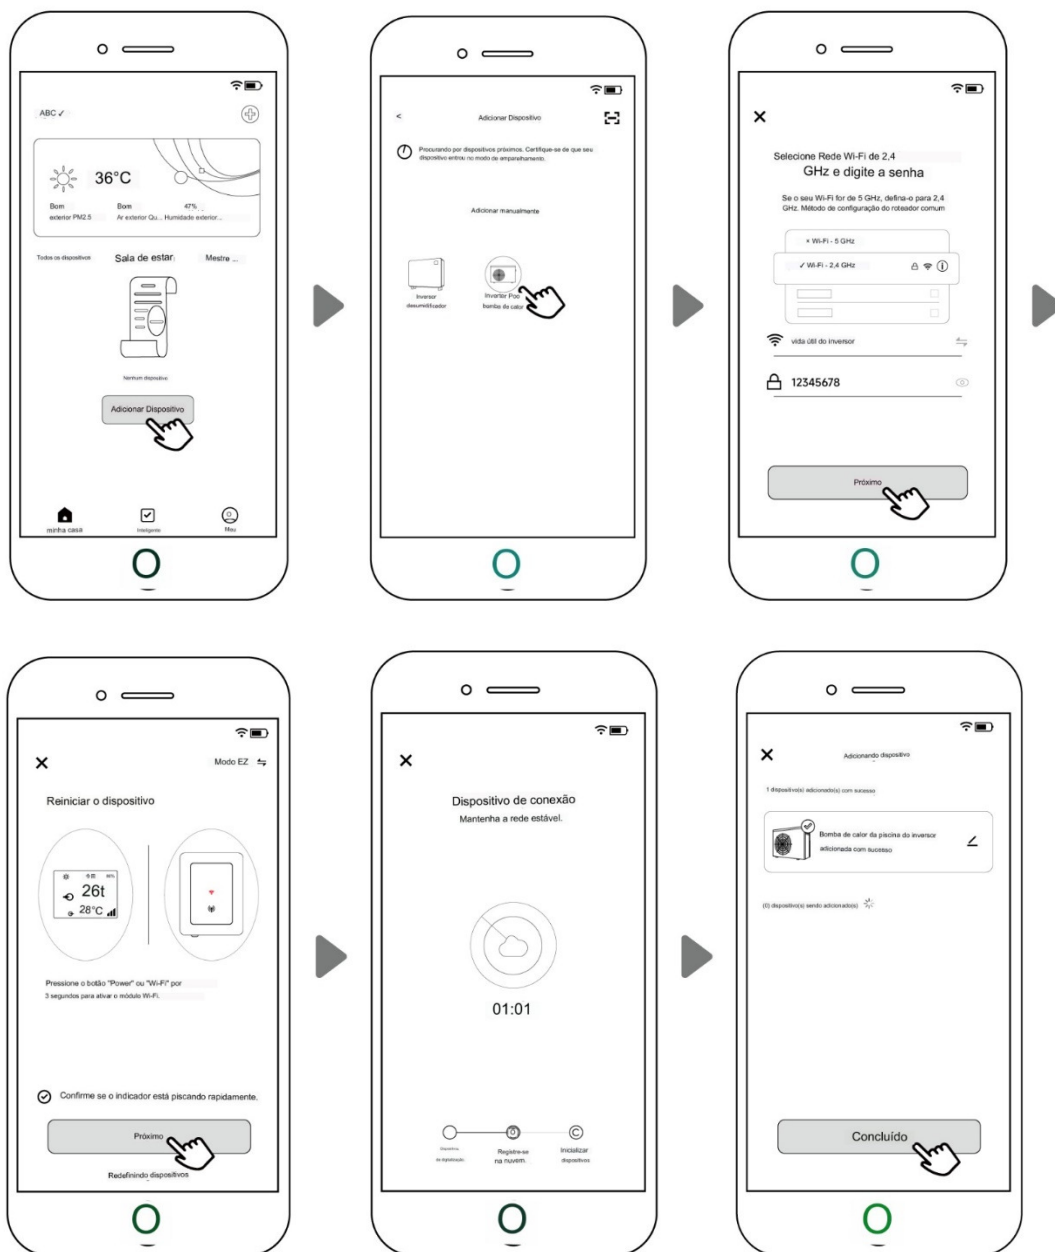 ABC ✓
36°C
Bom
Bom
47%
exterior PM2.5
Ar exterior Qu...
Humidade exterior...
Todos os dispositivos
Sala de estar
Mestre ...
Nenhum dispositivo
Adicionar Dispositivo
minha casa
Inteligente
Meu
<
Adicionar Dispositivo
Procurando por dispositivos próximos. Certifique-se de que seu
dispositivo entrou no modo de emparelhamento.
Adicionar manualmente
Inversor
desumidificador
Inverter Poo
bomba de calor
Selecione Rede Wi-Fi de 2,4
GHz e digite a senha
Se o seu Wi-Fi for de 5 GHz, defina-o para 2,4
GHz. Método de configuração do roteador comum
× Wi-Fi - 5 GHz
✓ Wi-Fi - 2,4 GHz
vida útil do inversor
12345678
Próximo
Modo EZ
Reiniciar o dispositivo
26t
28°C
Pressione o botão "Power" ou "Wi-Fi" por
3 segundos para ativar o módulo Wi-Fi.
Confirme se o indicador está piscando rapidamente.
Próximo
Redefinindo dispositivos
Dispositivo de conexão
Mantenha a rede estável.
01:01
Registre-se
na nuvem.
Inicializar
dispositivos
Adicionando dispositivo
1 dispositivo(s) adicionado(s) com sucesso
Bomba de calor da piscina do inversor
adicionada com sucesso
(0) dispositivo(s) sendo adicionado(s)
Concluído